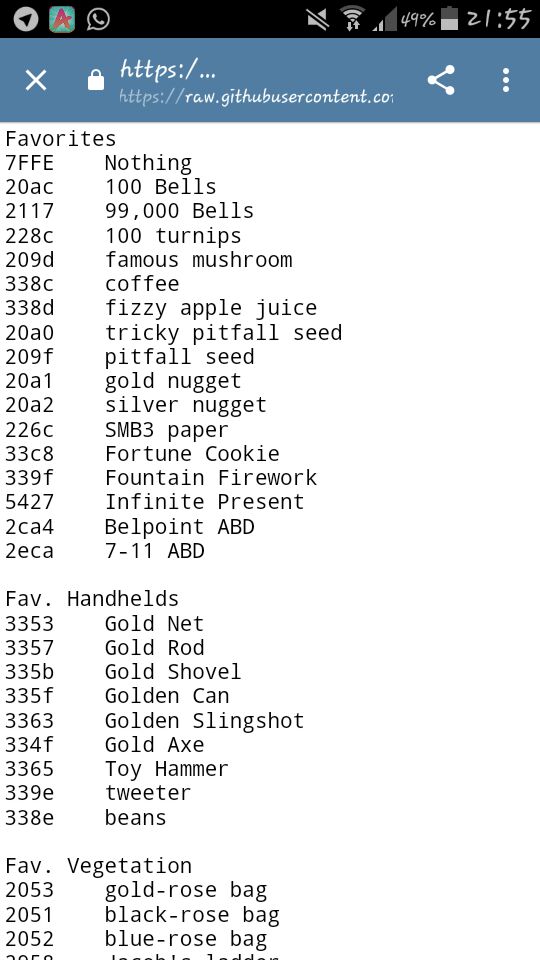 49% 21:55
https:/...
https://raw.githubusercontent.co
Favorites
7FFE Nothing
20ac 100 Bells
2117 99,000 Bells
228c 100 turnips
209d famous mushroom
338c coffee
338d fizzy apple juice
20a0 tricky pitfall seed
209f pitfall seed
20a1 gold nugget
20a2 silver nugget
226c SMB3 paper
33c8 Fortune Cookie
339f Fountain Firework
5427 Infinite Present
2ca4 Belpoint ABD
2eca 7-11 ABD
Fav. Handhelds
3353 Gold Net
3357 Gold Rod
335b Gold Shovel
335f Golden Can
3363 Golden Slingshot
334f Gold Axe
3365 Toy Hammer
339e tweeter
338e beans
Fav. Vegetation
2053 gold-rose bag
2051 black-rose bag
2052 blue-rose bag
Jacob's ladder